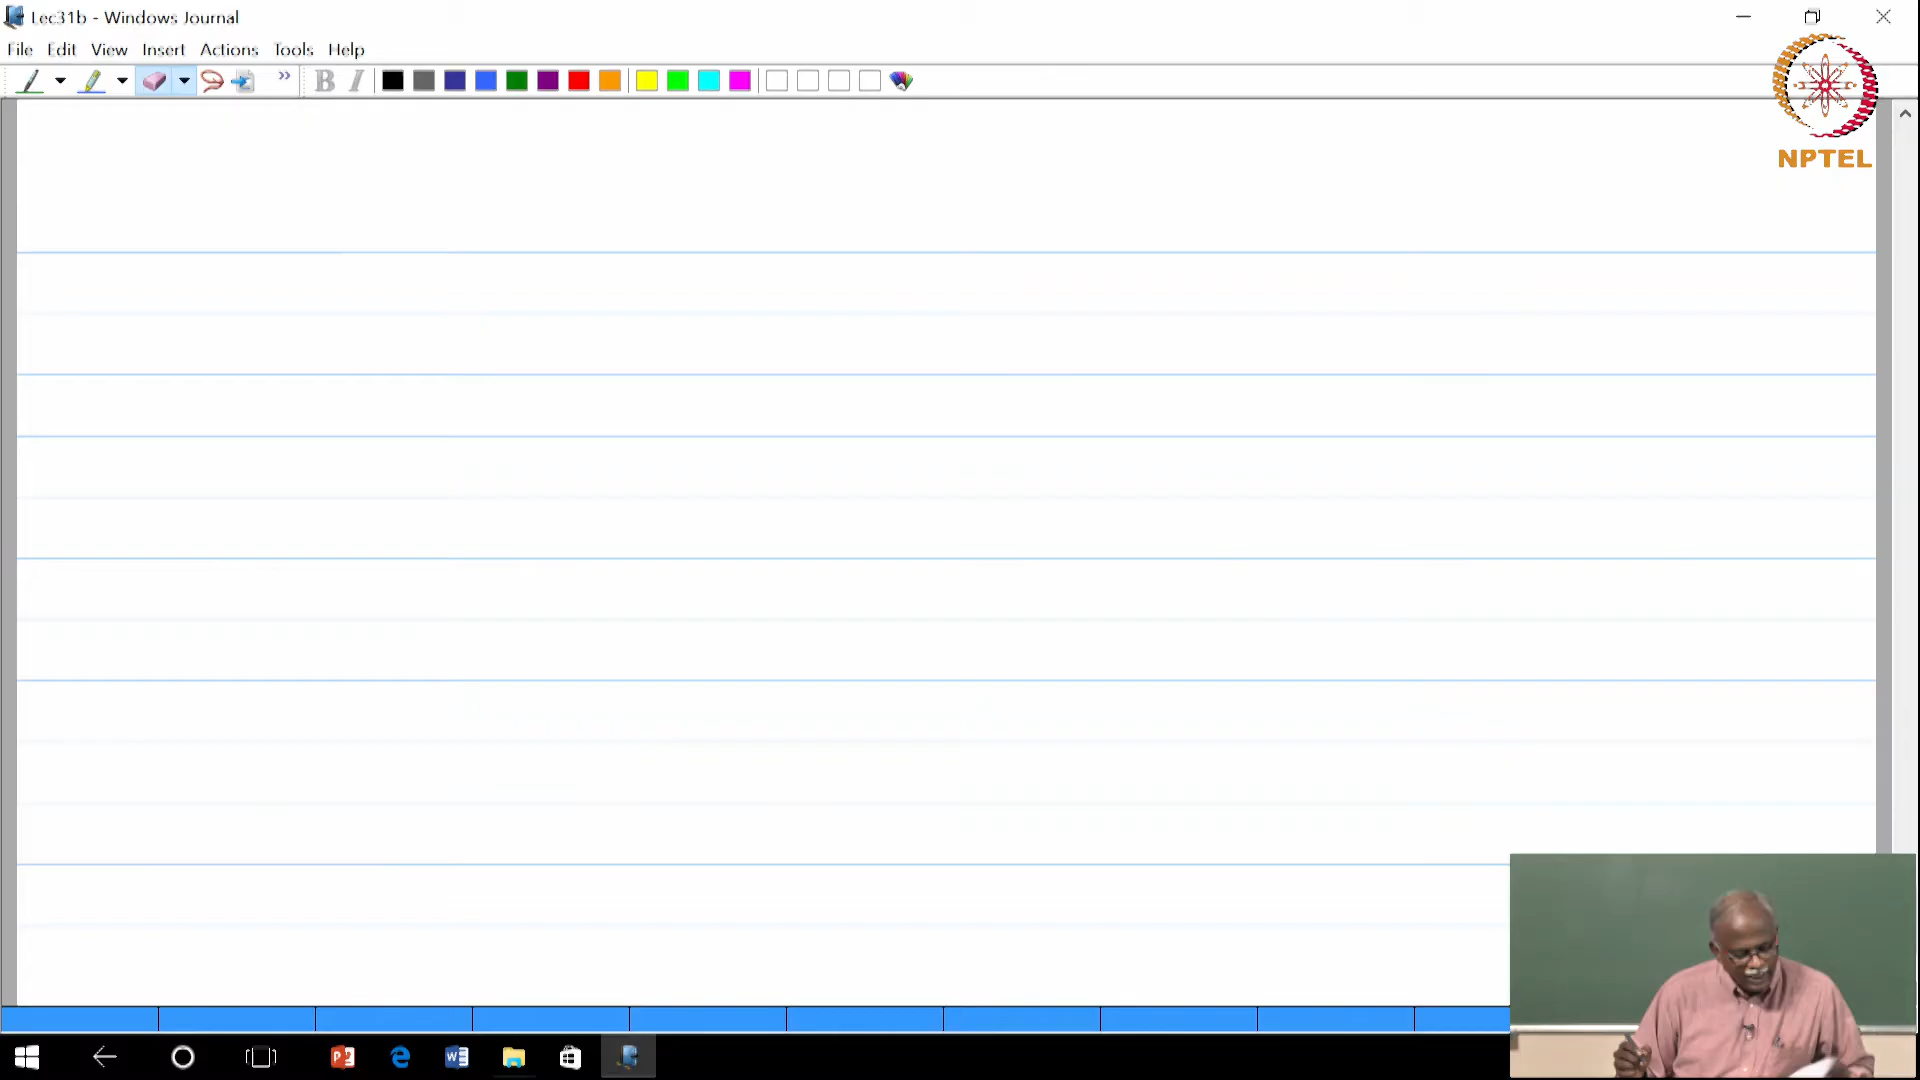 Lec31b - Windows Journal
File Edit View Insert Actions Tools Help
B I
NPTEL